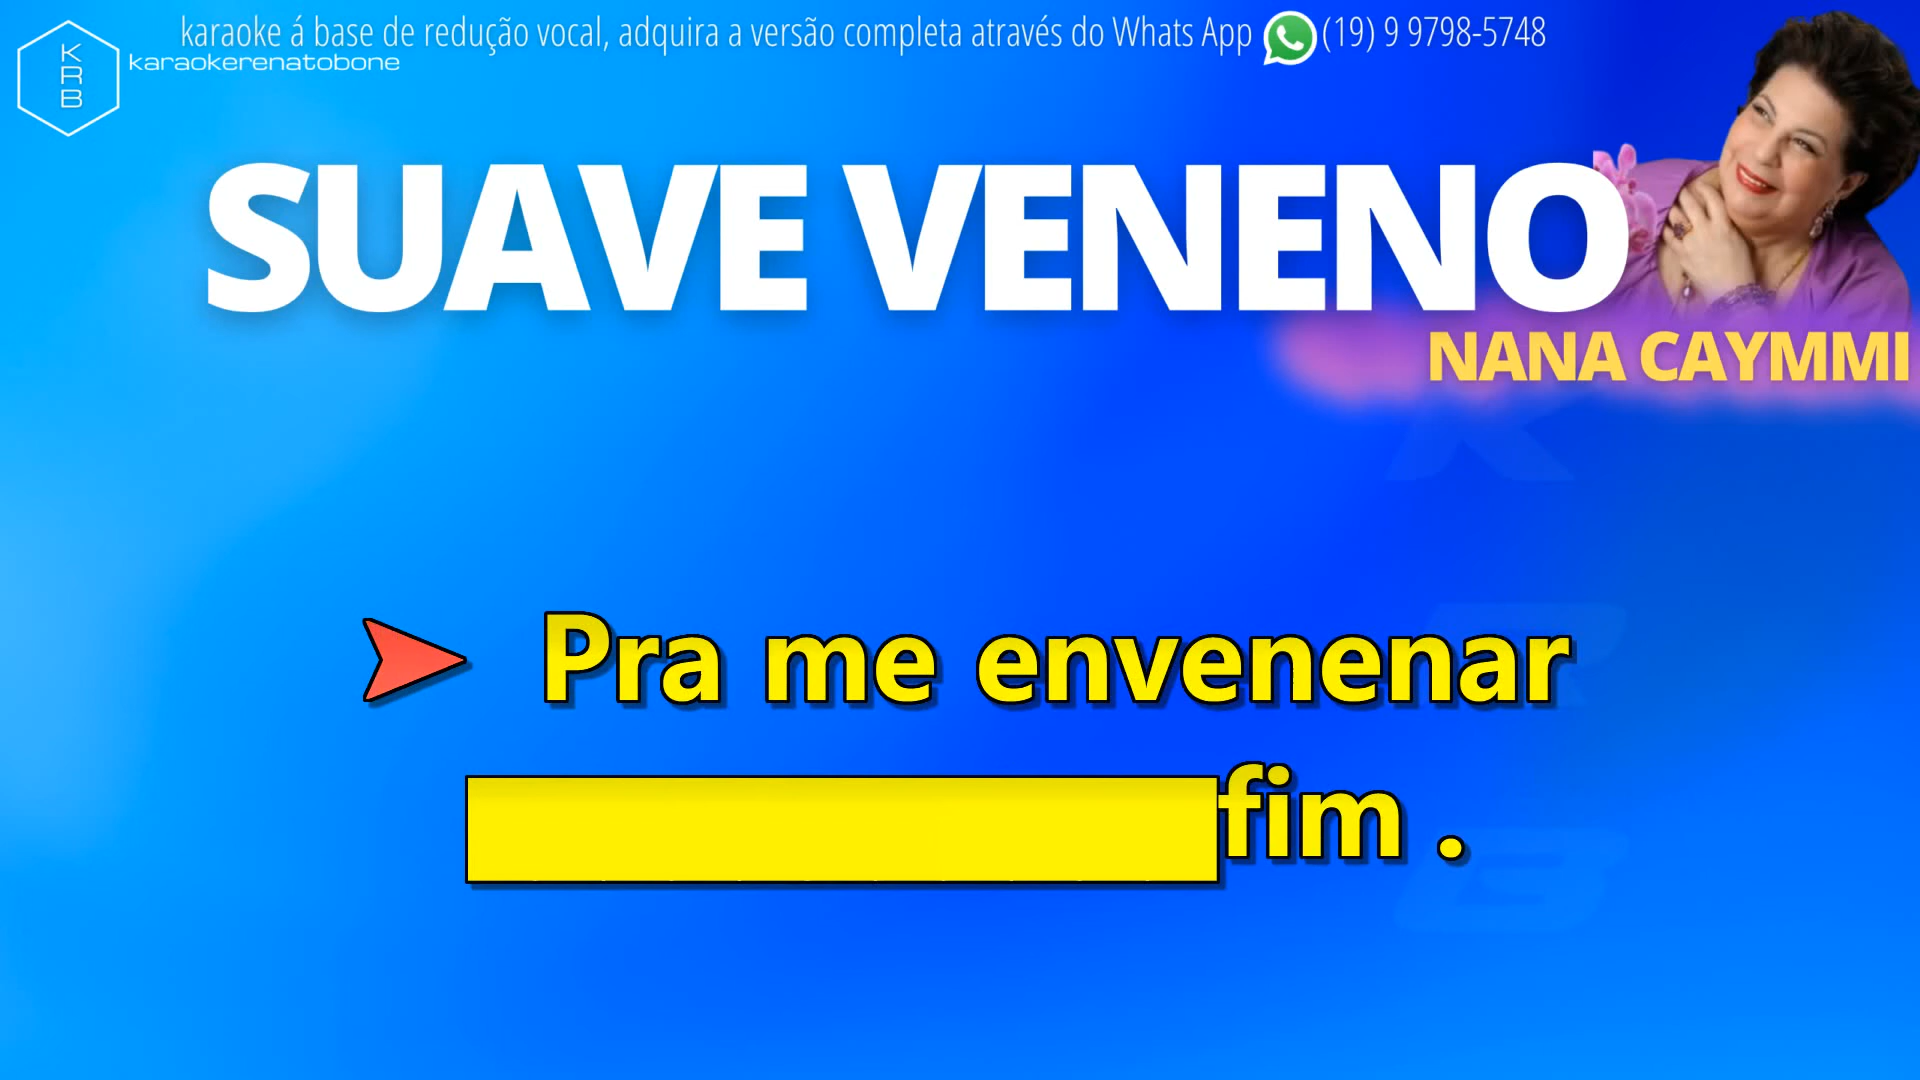 karaoke á base de redução vocal, adquira a versão completa através do Whats App (19) 9 9798-5748
KRB
karaokerenatobone
SUAVE VENENO
NANA CAYMMI
Pra me envenenar
fim .